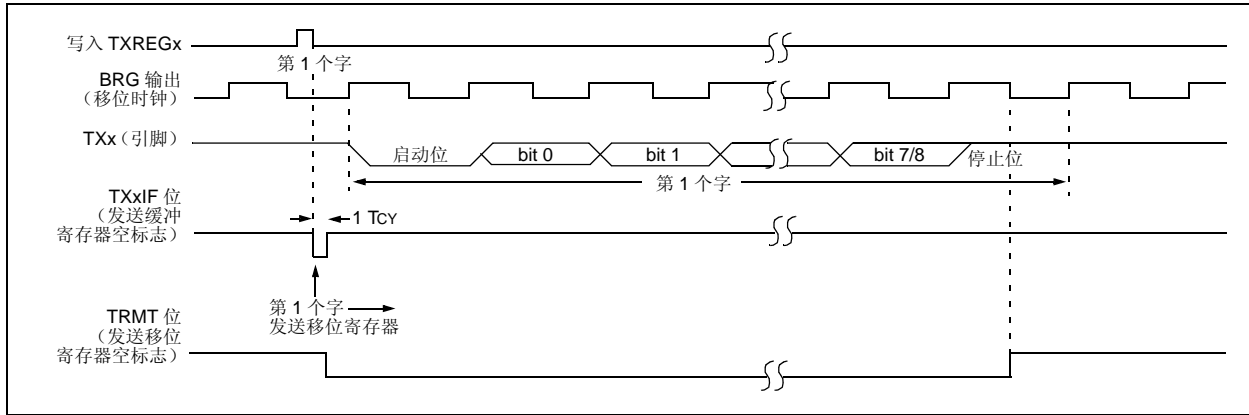 写入 TXREGx
第 1 个字
BRG 输出
（移位时钟）
TXx（引脚）
启动位
bit 0
bit 1
bit 7/8
停止位
第 1 个字
TXxIF 位
（发送缓冲
寄存器空标志）
1 TCY
第 1 个字
发送移位寄存器
TRMT 位
（发送移位
寄存器空标志）